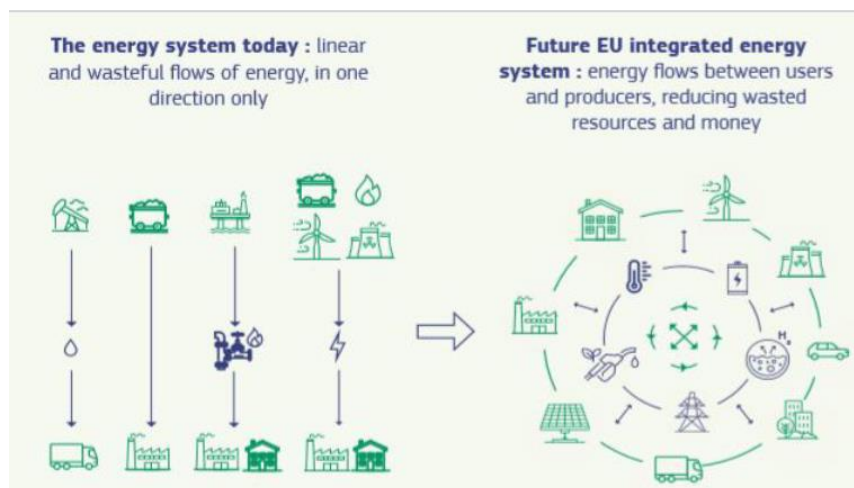 The energy system today : linear
and wasteful flows of energy, in one
direction only
Future EU integrated energy
system : energy flows between users
and producers, reducing wasted
resources and money
H₂